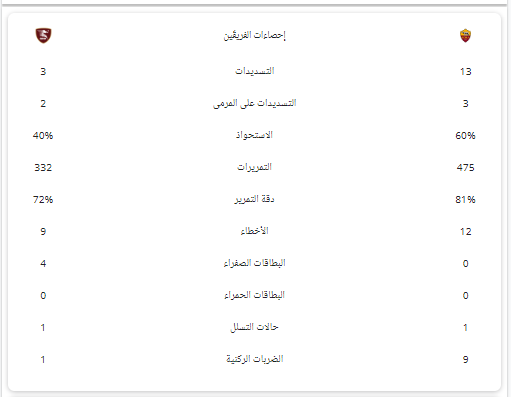 إحصاءات الفريقَين
13 التسديدات 3
3 التسديدات على المرمى 2
60% الاستحواذ 40%
475 التمريرات 332
81% دقة التمرير 72%
12 الأخطاء 9
0 البطاقات الصفراء 4
0 البطاقات الحمراء 0
1 حالات التسلل 1
9 الضربات الركنية 1